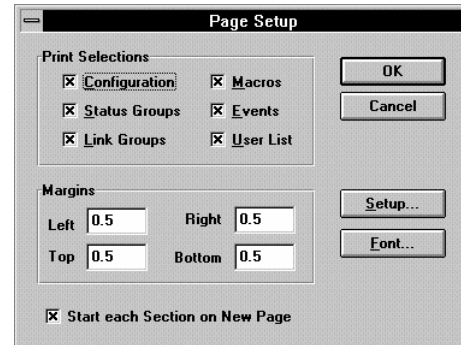 Page Setup
Print Selections
Configuration Macros
Status Groups Events
Link Groups User List
OK
Cancel
Margins
Left 0.5 Right 0.5
Top 0.5 Bottom 0.5
Setup...
Font...
Start each Section on New Page